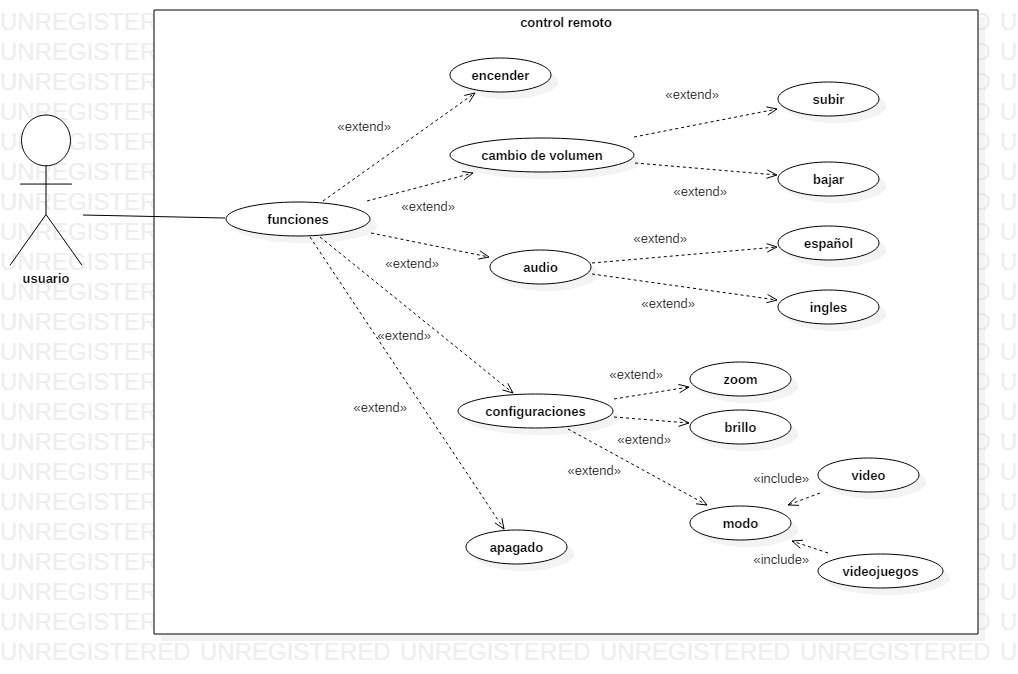 control remoto
encender
«extend»
subir
«extend»
cambio de volumen
bajar
«extend»
«extend»
funciones
usuario
«extend»
español
«extend»
audio
«extend»
ingles
«extend»
«extend»
zoom
«extend»
configuraciones
brillo
«extend»
«extend»
«extend»
video
«include»
modo
apagado
«include»
videojuegos
UNREGISTERED UNREGISTERED UNREGISTERED UNREGISTERED UNREGISTERED U